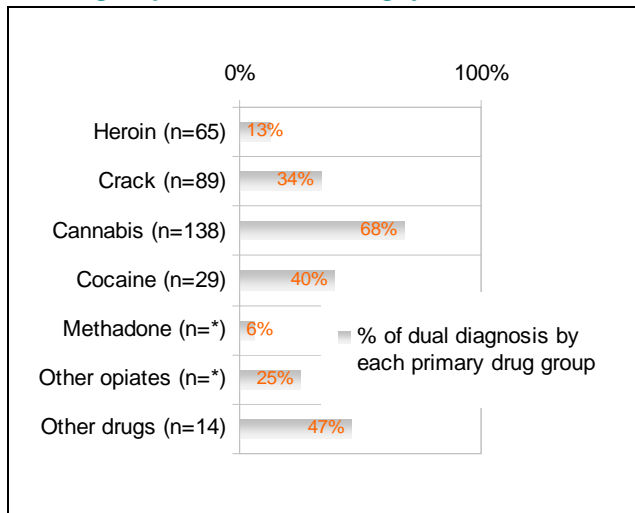 0% 100%
Heroin (n=65) 13%
Crack (n=89) 34%
Cannabis (n=138) 68%
Cocaine (n=29) 40%
Methadone (n=*) 6%
Other opiates (n=*) 25%
Other drugs (n=14) 47%
% of dual diagnosis by
each primary drug group